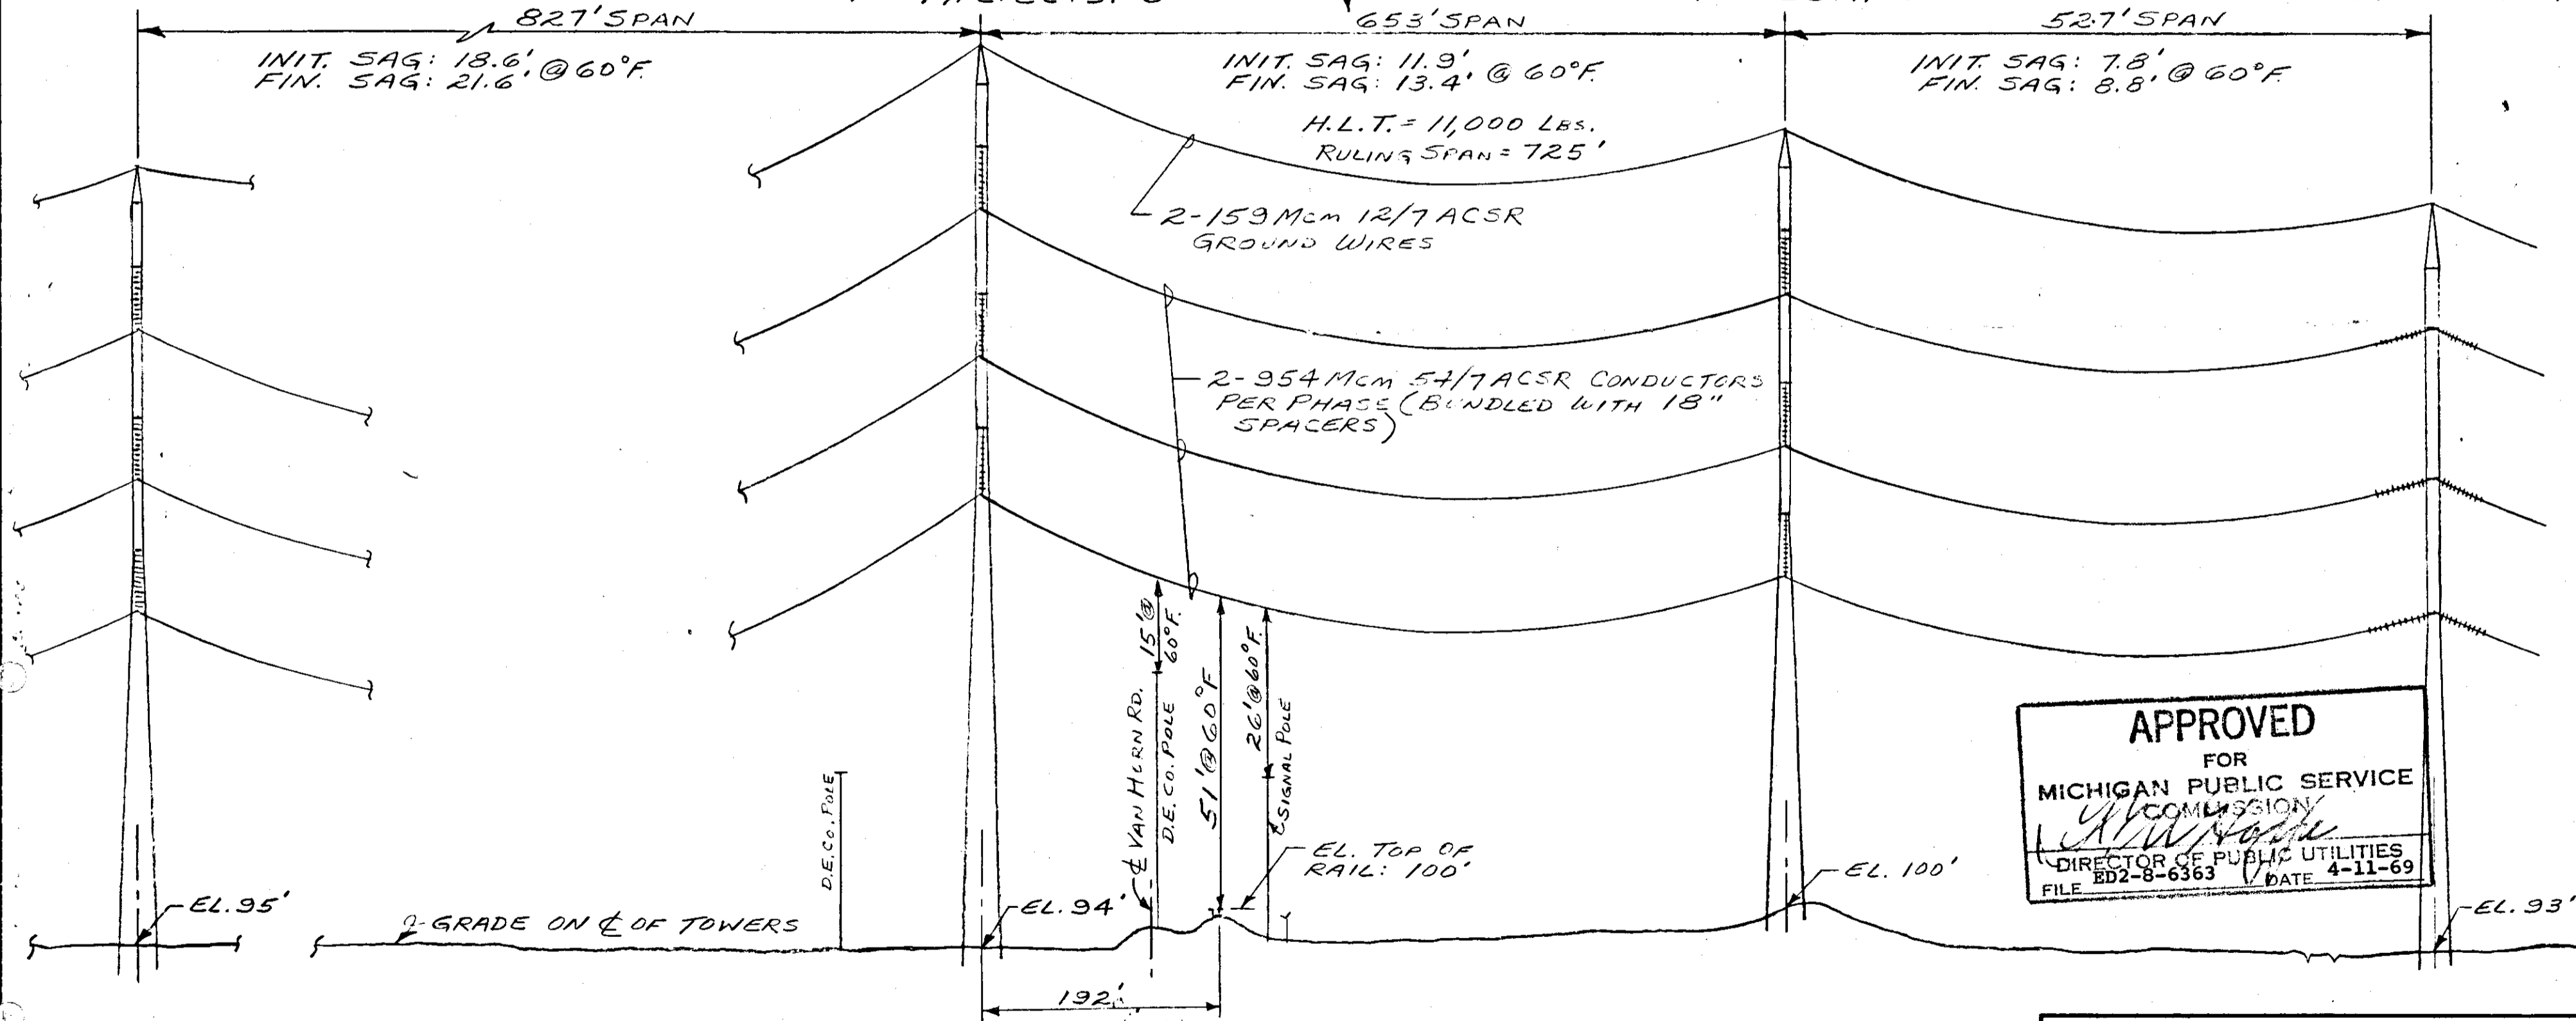 827' SPAN
653' SPAN
527' SPAN
INIT. SAG: 18.6' @ 60°F.
FIN. SAG: 21.6'
INIT. SAG: 11.9' @ 60°F.
FIN. SAG: 13.4'
INIT. SAG: 7.8' @ 60°F.
FIN. SAG: 8.8'
H.L.T. = 11,000 LBS.
RULING SPAN = 725'
2-159 MCM 12/7 ACSR
GROUND WIRES
2-954 MCM 54/7 ACSR CONDUCTORS
PER PHASE (BUNDLED WITH 18"
SPACERS)
15' @
60°F.
℄ VAN HORN RD.
D.E. CO. POLE
51' @ 60°F
26' @ 60°F.
℄ SIGNAL POLE
D.E. CO. POLE
EL. TOP OF
RAIL: 100'
EL. 95'
GRADE ON ℄ OF TOWERS
EL. 94'
EL. 100'
EL. 93'
192'
APPROVED
FOR
MICHIGAN PUBLIC SERVICE
COMMISSION
DIRECTOR OF PUBLIC UTILITIES
FILE ED2-8-6363 DATE 4-11-69